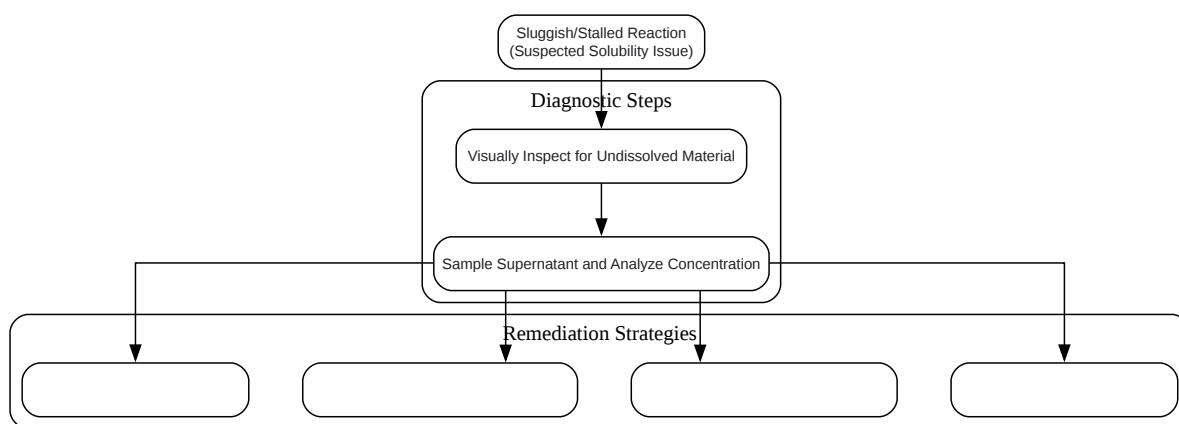 Sluggish/Stalled Reaction
(Suspected Solubility Issue)
Diagnostic Steps
Visually Inspect for Undissolved Material
Sample Supernatant and Analyze Concentration
Remediation Strategies